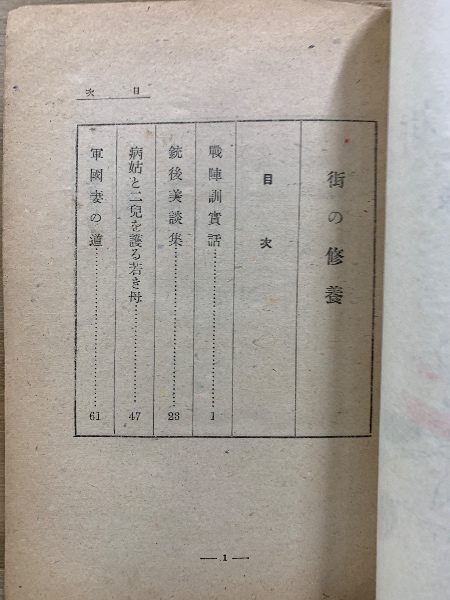 次目
街の修養
目次
戰陣訓實話……………………1
銃後美談集……………………23
病姑と二兒を護る若き母……………47
軍國妻の道……………………61
— 1 —